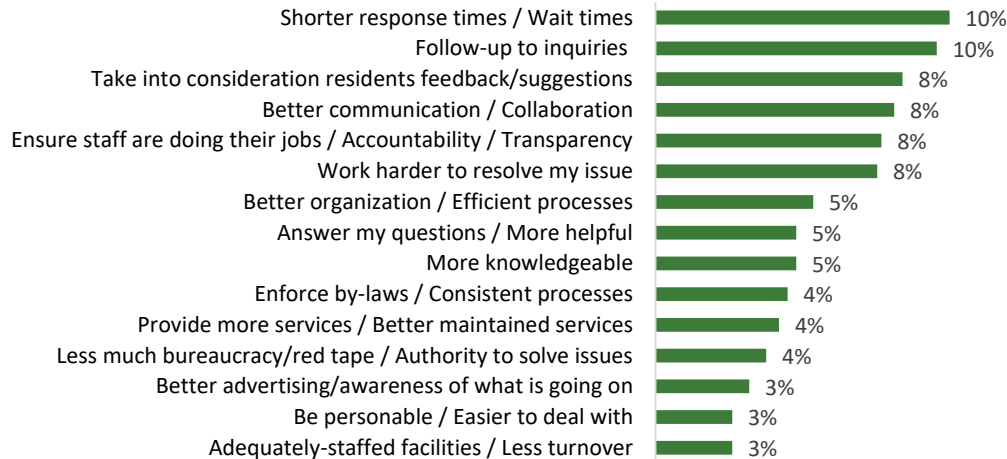 Shorter response times / Wait times 10%
Follow-up to inquiries 10%
Take into consideration residents feedback/suggestions 8%
Better communication / Collaboration 8%
Ensure staff are doing their jobs / Accountability / Transparency 8%
Work harder to resolve my issue 8%
Better organization / Efficient processes 5%
Answer my questions / More helpful 5%
More knowledgeable 5%
Enforce by-laws / Consistent processes 4%
Provide more services / Better maintained services 4%
Less much bureaucracy/red tape / Authority to solve issues 4%
Better advertising/awareness of what is going on 3%
Be personable / Easier to deal with 3%
Adequately-staffed facilities / Less turnover 3%